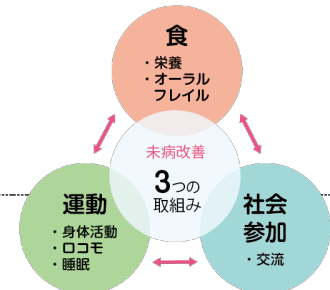 食
・栄養
・オーラル
フレイル
未病改善
3つの
取組み
運動
・身体活動
・ロコモ
・睡眠
社会
参加
・交流